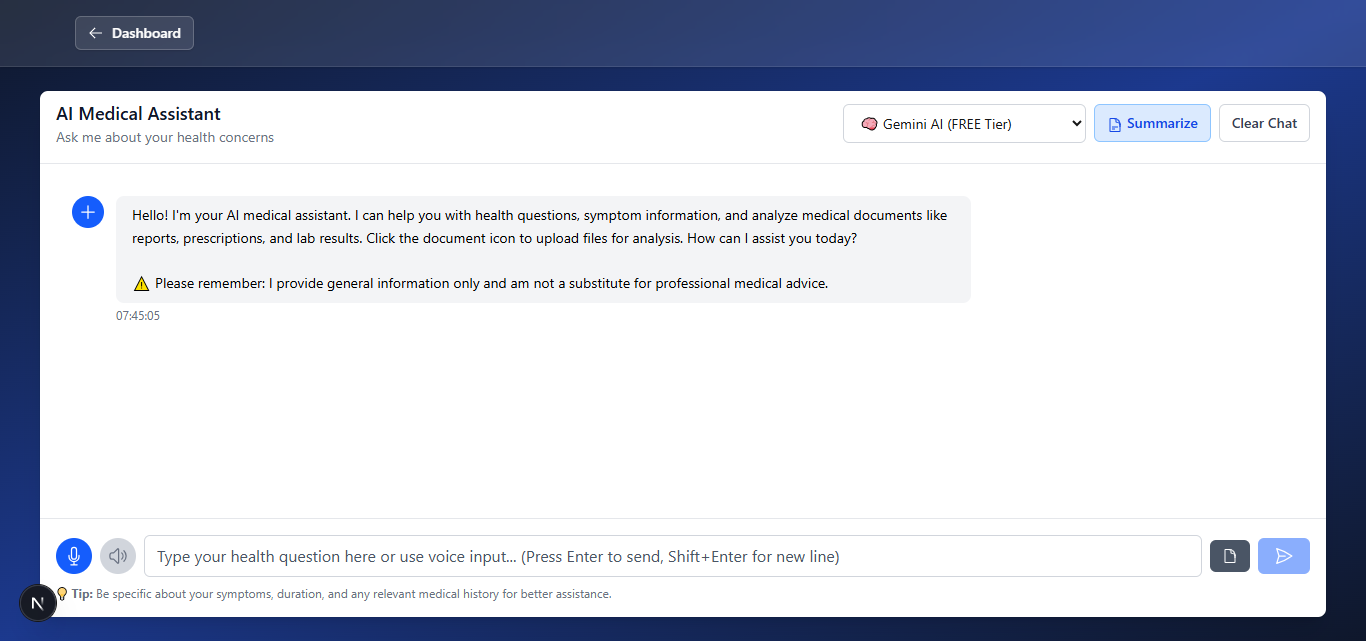 Dashboard
AI Medical Assistant
Ask me about your health concerns
Gemini AI (FREE Tier)
Summarize
Clear Chat
Hello! I'm your AI medical assistant. I can help you with health questions, symptom information, and analyze medical documents like
reports, prescriptions, and lab results. Click the document icon to upload files for analysis. How can I assist you today?
⚠️ Please remember: I provide general information only and am not a substitute for professional medical advice.
07:45:05
Type your health question here or use voice input... (Press Enter to send, Shift+Enter for new line)
💡 Tip: Be specific about your symptoms, duration, and any relevant medical history for better assistance.
N